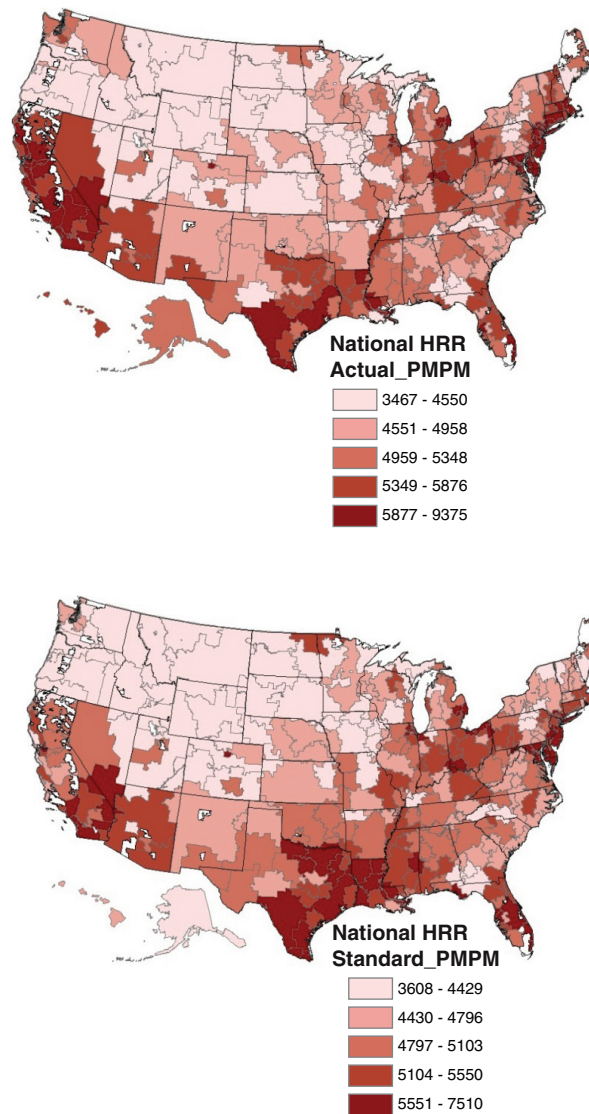 National HRR
Actual_PMPM
3467 - 4550
4551 - 4958
4959 - 5348
5349 - 5876
5877 - 9375
National HRR
Standard_PMPM
3608 - 4429
4430 - 4796
4797 - 5103
5104 - 5550
5551 - 7510